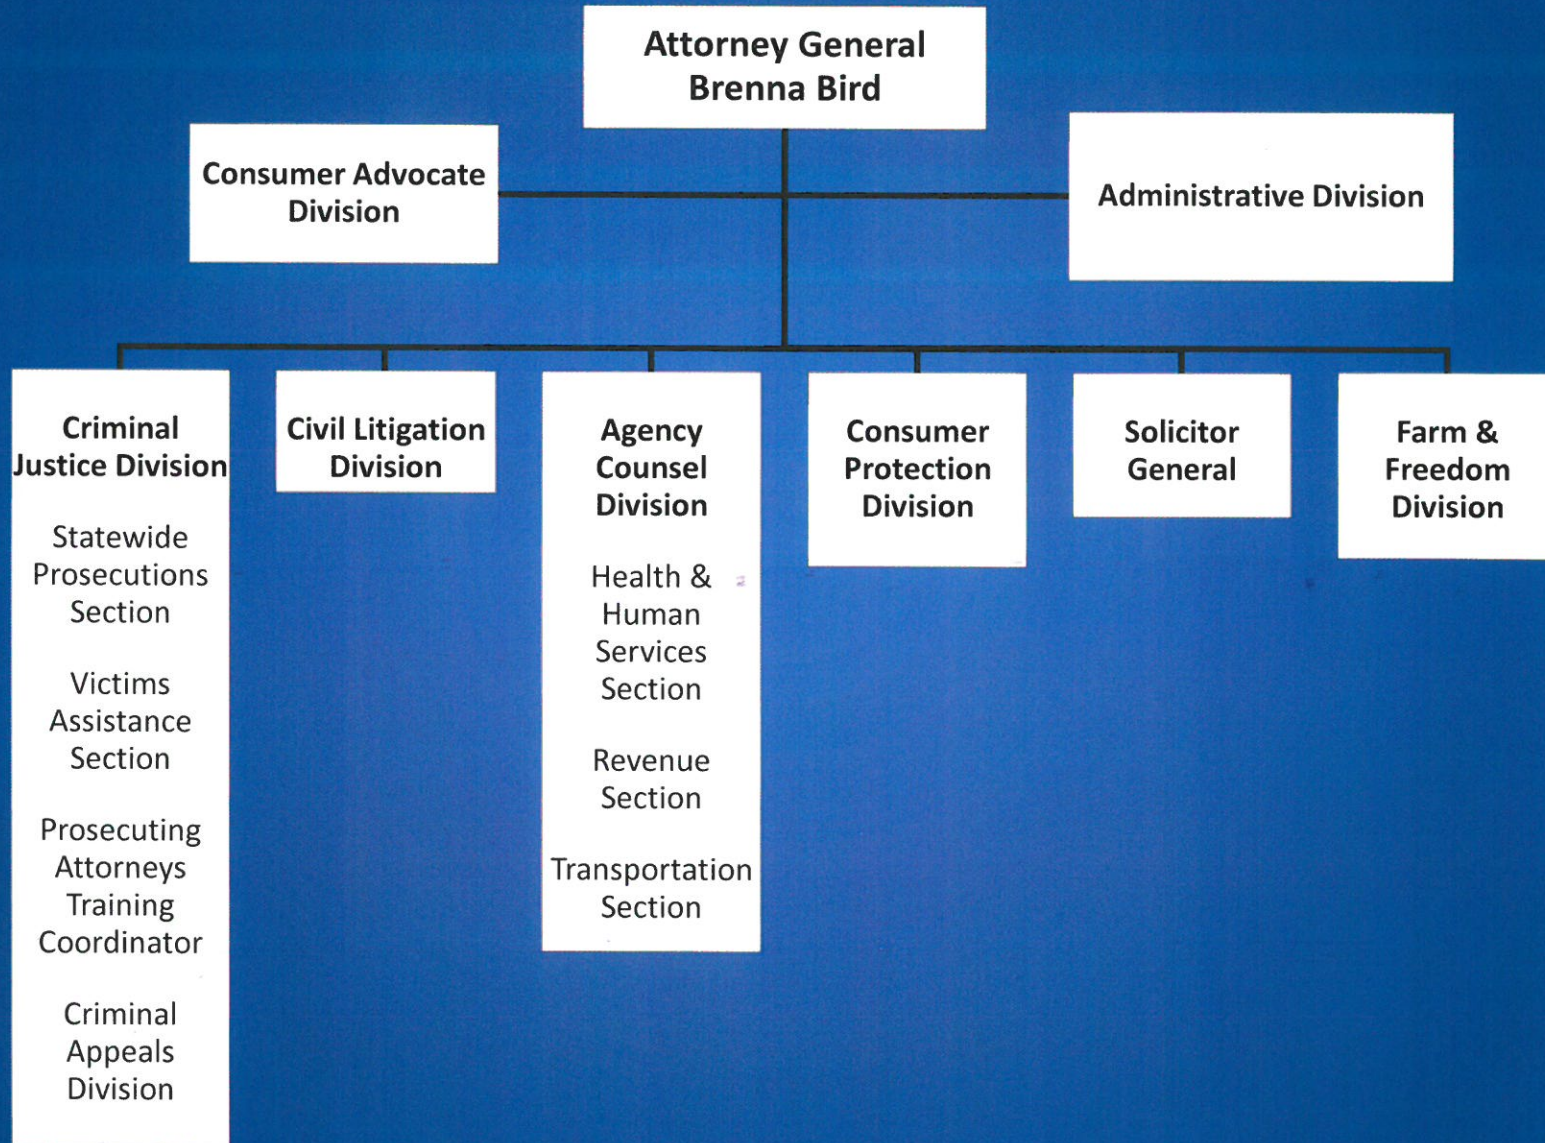 Attorney General
Brenna Bird
Consumer Advocate
Division
Administrative Division
Criminal
Justice Division
Statewide
Prosecutions
Section
Victims
Assistance
Section
Prosecuting
Attorneys
Training
Coordinator
Criminal
Appeals
Division
Civil Litigation
Division
Agency
Counsel
Division
Health &
Human
Services
Section
Revenue
Section
Transportation
Section
Consumer
Protection
Division
Solicitor
General
Farm &
Freedom
Division